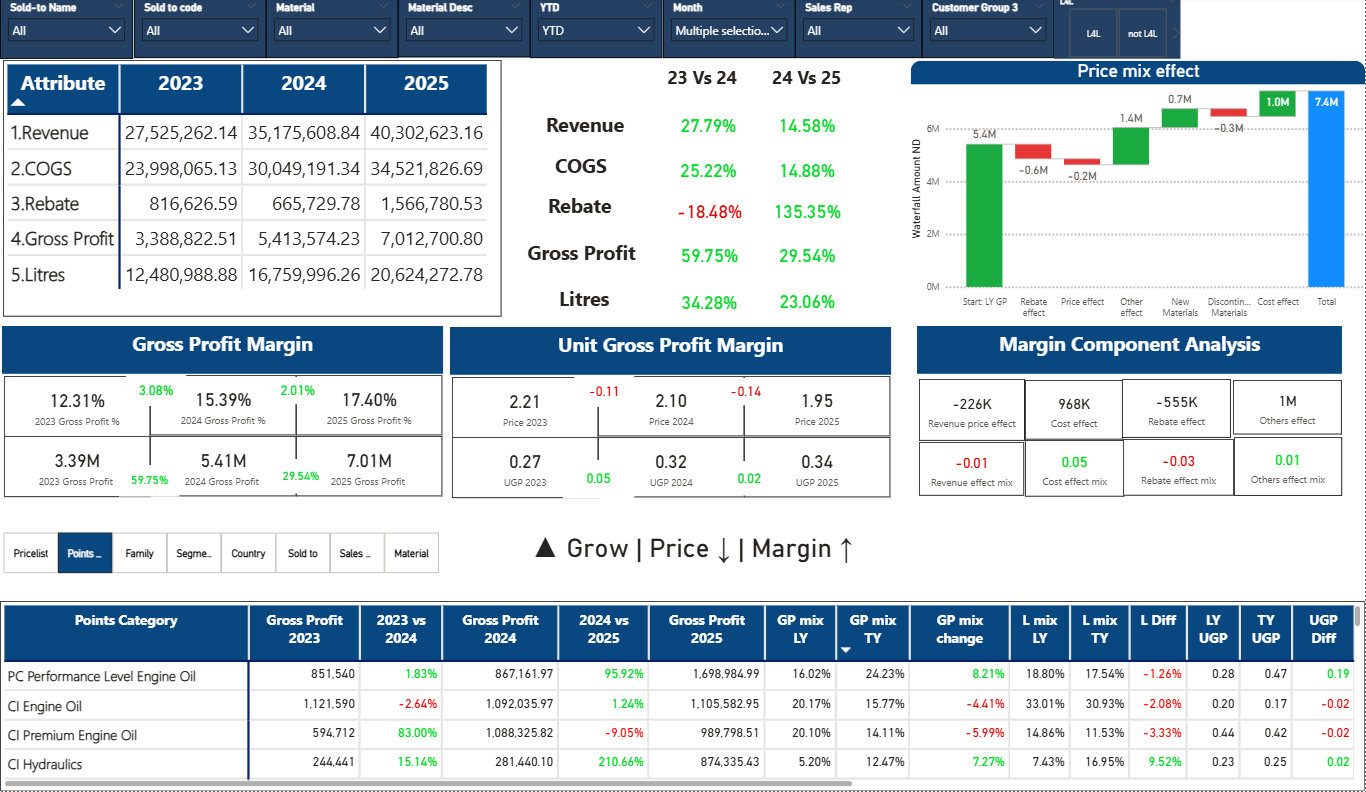 Sold-to Name Sold to code Material Material Desc YTD Month Sales Rep Customer Group 3 L4L
All All All All YTD Multiple selectio... All All L4L not L4L
Attribute 2023 2024 2025
1.Revenue 27,525,262.14 35,175,608.84 40,302,623.16
2.COGS 23,998,065.13 30,049,191.34 34,521,826.69
3.Rebate 816,626.59 665,729.78 1,566,780.53
4.Gross Profit 3,388,822.51 5,413,574.23 7,012,700.80
5.Litres 12,480,988.88 16,759,996.26 20,624,272.78
23 Vs 24 24 Vs 25
Revenue 27.79% 14.58%
COGS 25.22% 14.88%
Rebate -18.48% 135.35%
Gross Profit 59.75% 29.54%
Litres 34.28% 23.06%
Price mix effect
Waterfall Amount ND
6M
4M
2M
0M
5.4M -0.6M -0.2M 1.4M 0.7M -0.3M 1.0M 7.4M
Start: LY GP Rebate effect Price effect Other effect New Materials Discontin... Materials Cost effect Total
Gross Profit Margin
12.31% 3.08% 15.39% 2.01% 17.40%
2023 Gross Profit % 2024 Gross Profit % 2025 Gross Profit %
3.39M 5.41M 7.01M
2023 Gross Profit 59.75% 2024 Gross Profit 29.54% 2025 Gross Profit
Unit Gross Profit Margin
2.21 -0.11 2.10 -0.14 1.95
Price 2023 Price 2024 Price 2025
0.27 0.32 0.34
UGP 2023 0.05 UGP 2024 0.02 UGP 2025
Margin Component Analysis
-226K 968K -555K 1M
Revenue price effect Cost effect Rebate effect Others effect
-0.01 0.05 -0.03 0.01
Revenue effect mix Cost effect mix Rebate effect mix Others effect mix
Pricelist Points ... Family Segme... Country Sold to Sales ... Material
▲ Grow | Price ↓ | Margin ↑
Points Category Gross Profit 2023 2023 vs 2024 Gross Profit 2024 2024 vs 2025 Gross Profit 2025 GP mix LY GP mix TY GP mix change L mix LY L mix TY L Diff LY UGP TY UGP UGP Diff
PC Performance Level Engine Oil 851,540 1.83% 867,161.97 95.92% 1,698,984.99 16.02% 24.23% 8.21% 18.80% 17.54% -1.26% 0.28 0.47 0.19
CI Engine Oil 1,121,590 -2.64% 1,092,035.97 1.24% 1,105,582.95 20.17% 15.77% -4.41% 33.01% 30.93% -2.08% 0.20 0.17 -0.02
CI Premium Engine Oil 594,712 83.00% 1,088,325.82 -9.05% 989,798.51 20.10% 14.11% -5.99% 14.86% 11.53% -3.33% 0.44 0.42 -0.02
CI Hydraulics 244,441 15.14% 281,440.10 210.66% 874,335.43 5.20% 12.47% 7.27% 7.43% 16.95% 9.52% 0.23 0.25 0.02